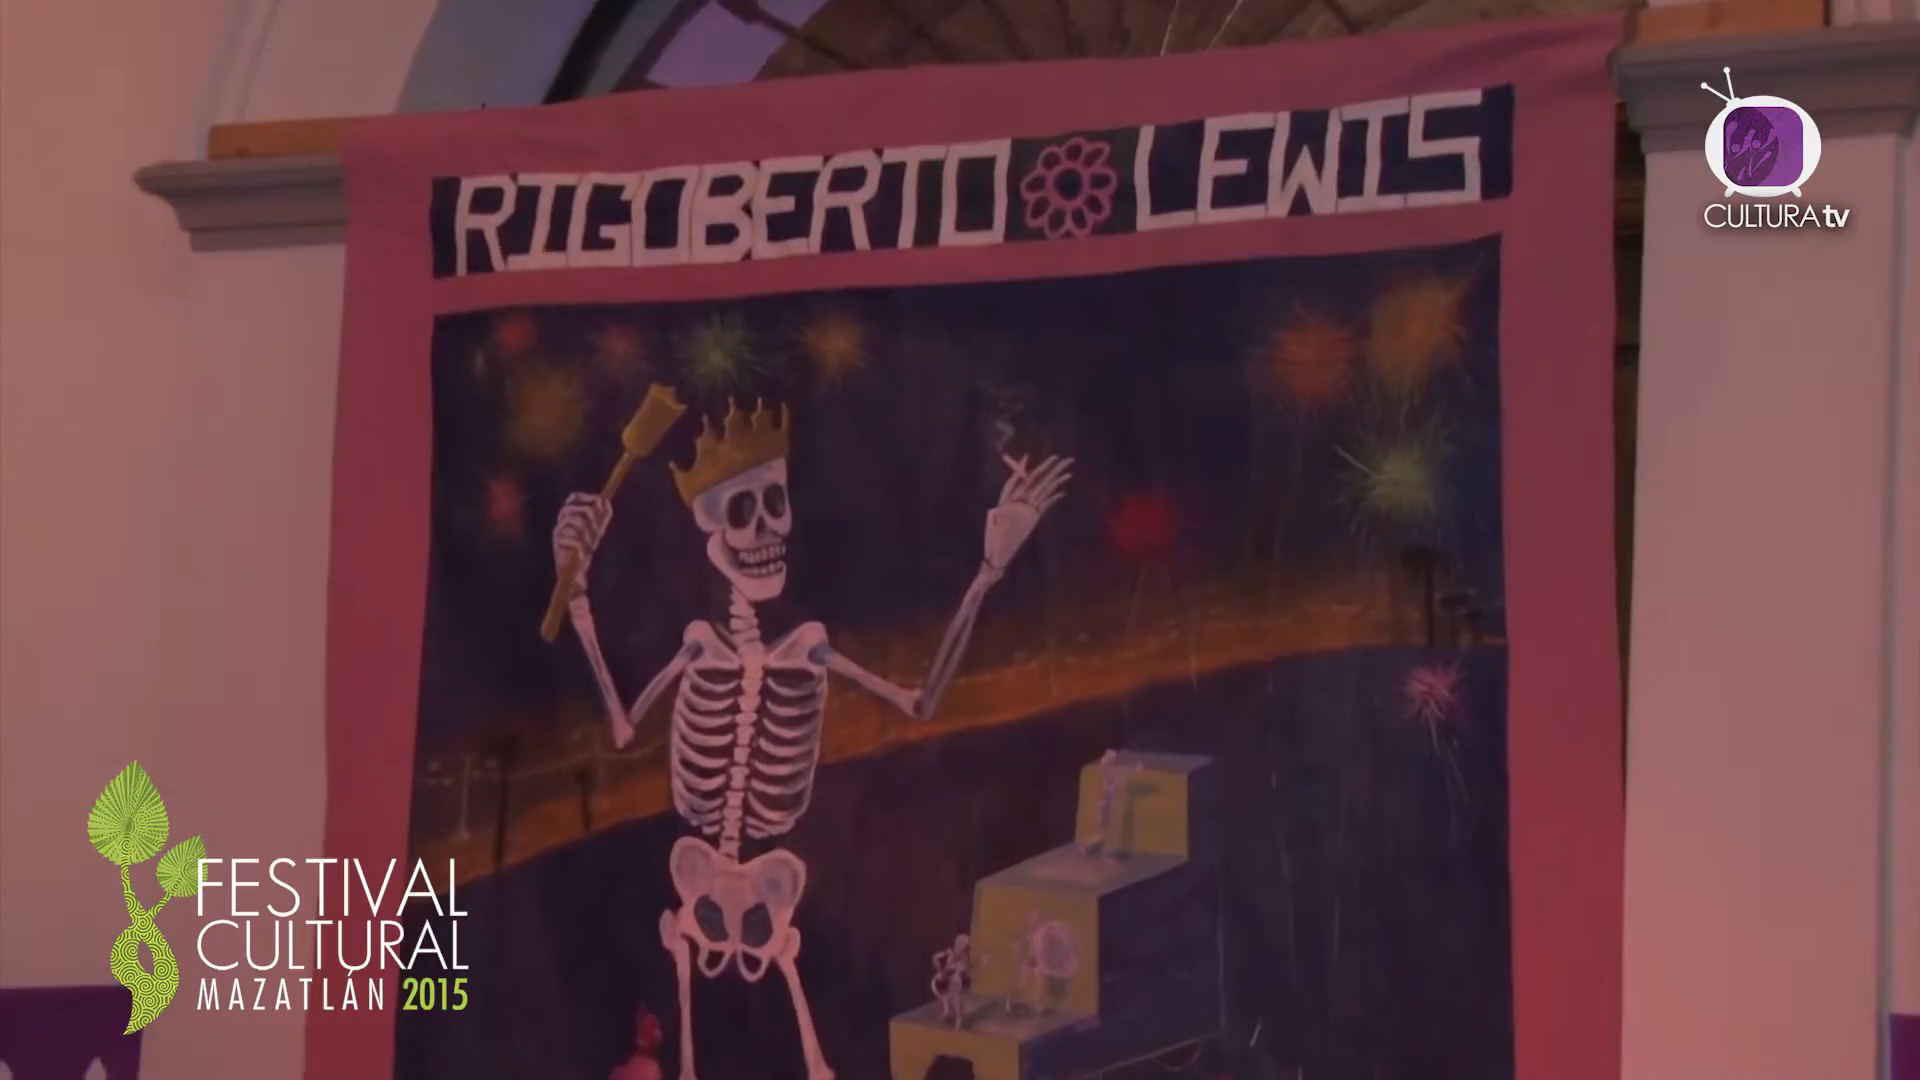 RIGOBERTO LEWIS
CULTURA tv
FESTIVAL
CULTURAL
MAZATLÁN 2015